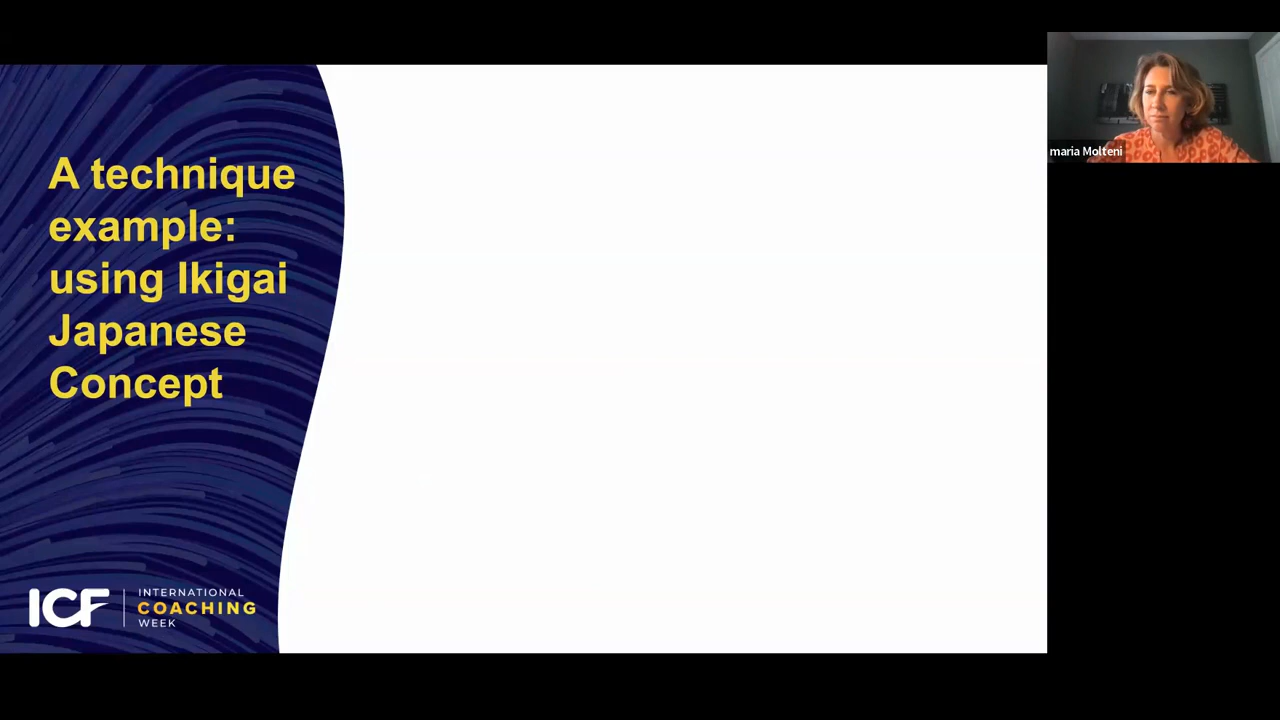 A technique
example:
using Ikigai
Japanese
Concept
ICF
INTERNATIONAL
COACHING
WEEK
maria Molteni